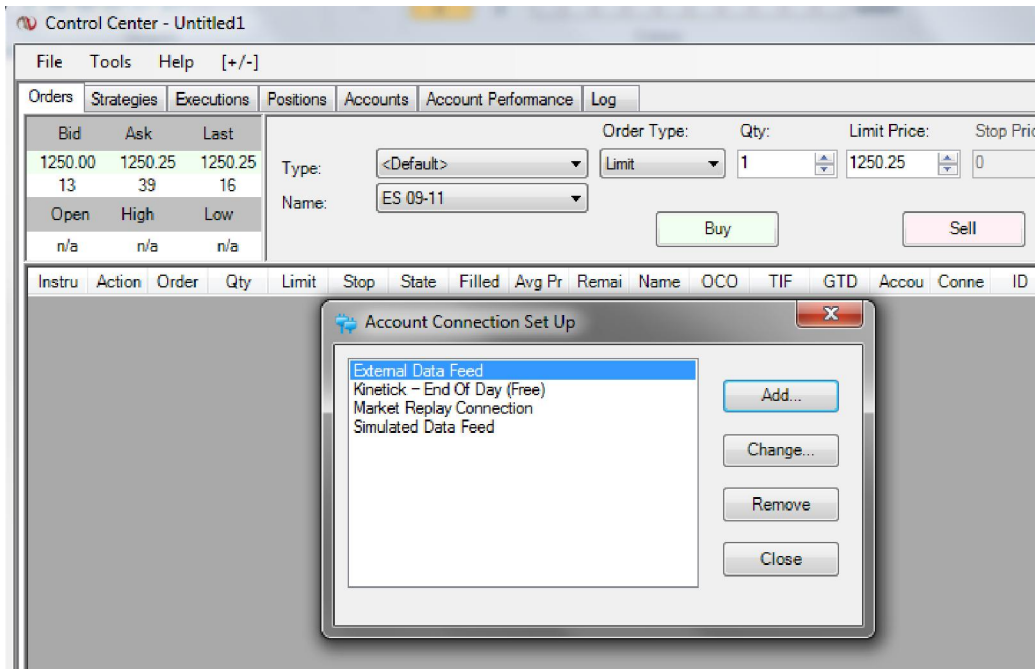 Control Center - Untitled1
File Tools Help [+/-]
Orders Strategies Executions Positions Accounts Account Performance Log
Bid Ask Last
1250.00 1250.25 1250.25
13 39 16
Open High Low
n/a n/a n/a
Order Type: Qty: Limit Price: Stop Pric
Type: <Default> Limit 1 1250.25 0
Name: ES 09-11
Buy Sell
Instru Action Order Qty Limit Stop State Filled Avg Pr Remai Name OCO TIF GTD Accou Conne ID
Account Connection Set Up
External Data Feed
Kinetick – End Of Day (Free)
Market Replay Connection
Simulated Data Feed
Add...
Change...
Remove
Close